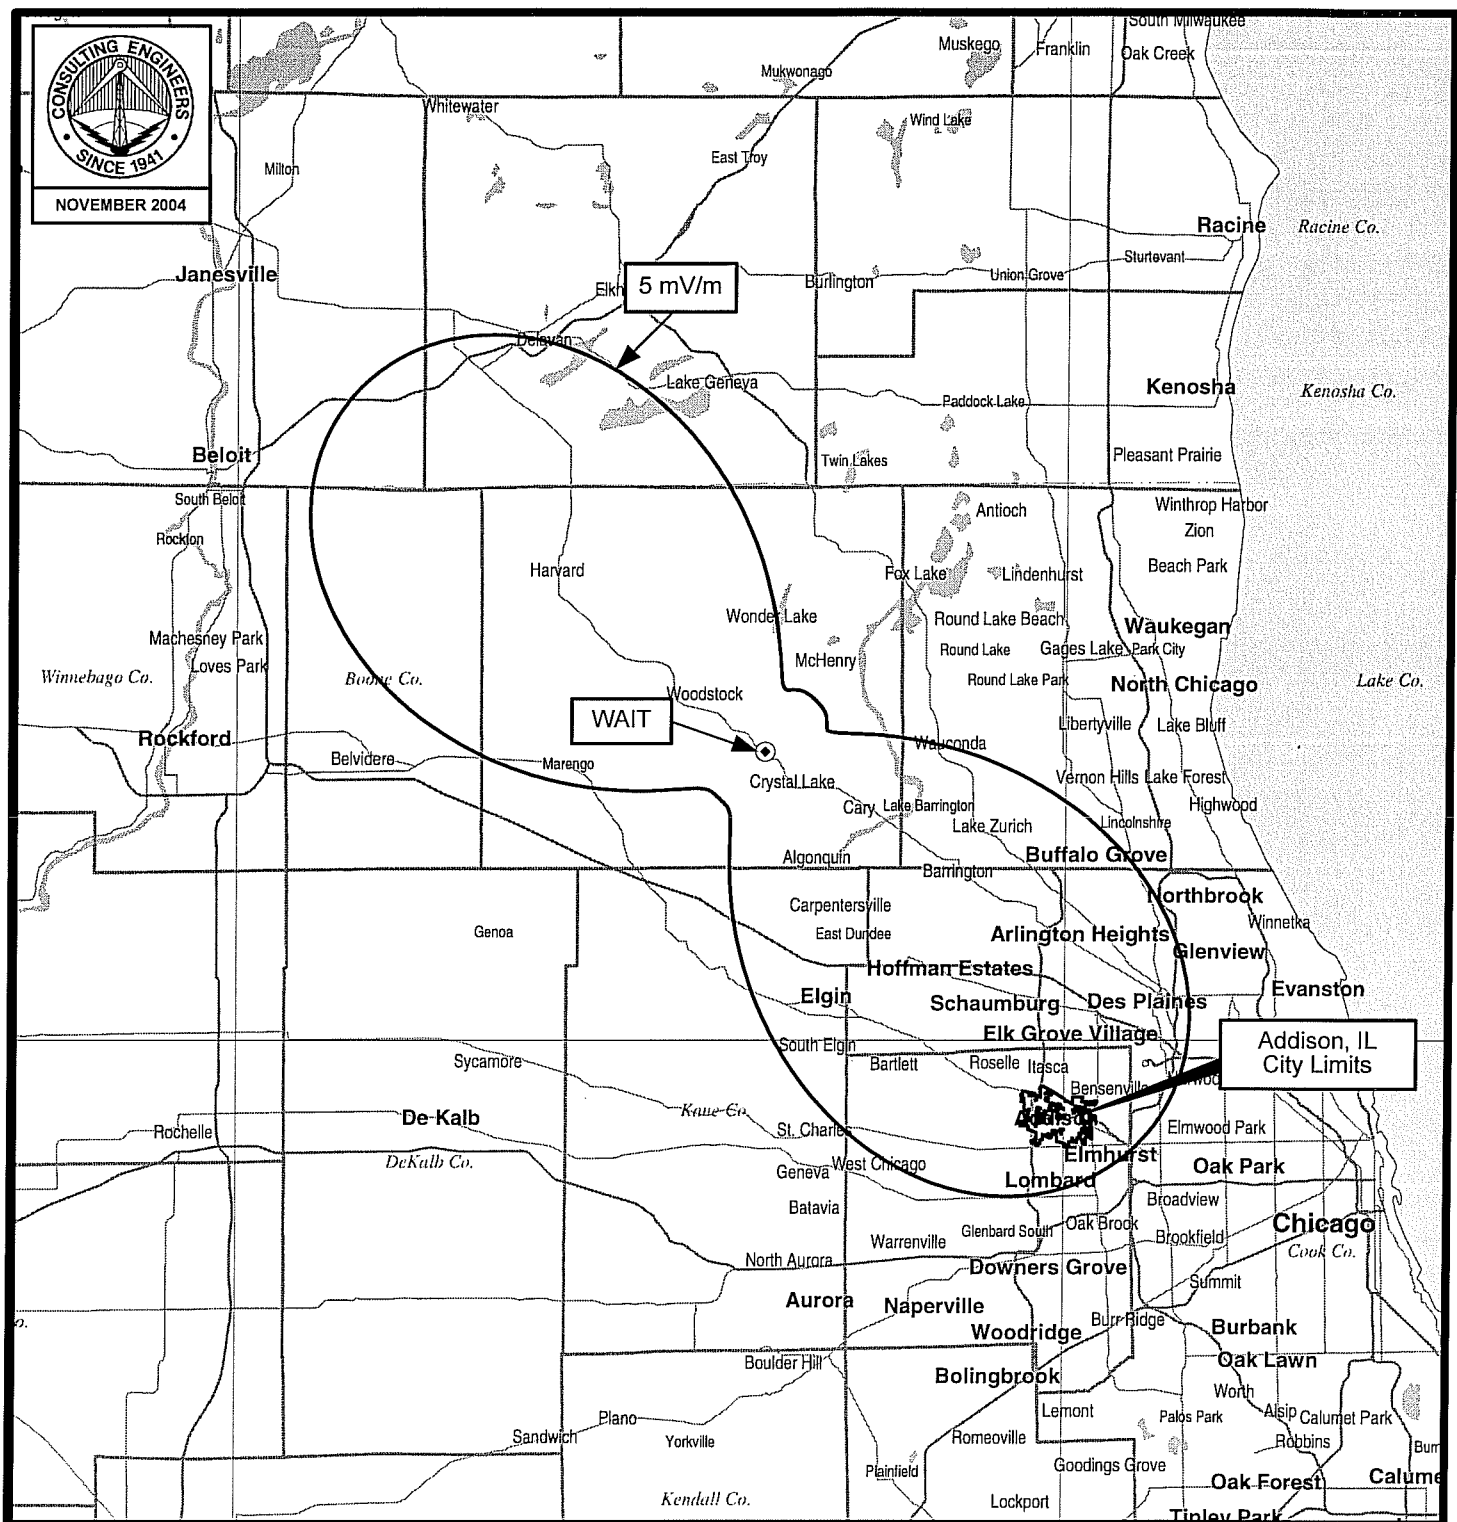 South Milwaukee
Muskego
Franklin
Oak Creek
CONSULTING ENGINEERS
SINCE 1941
NOVEMBER 2004
Mukwonago
Whitewater
Wind Lake
Milton
East Troy
Racine
Racine Co.
Janesville
Sturtevant
Union Grove
Burlington
Elkh
5 mV/m
Delavan
Lake Geneva
Kenosha
Kenosha Co.
Paddock Lake
Beloit
Twin Lakes
Pleasant Prairie
South Beloit
Antioch
Winthrop Harbor
Zion
Rockton
Harvard
Fox Lake
Lindenhurst
Beach Park
Wonder Lake
Round Lake Beach
Waukegan
Machesney Park
Loves Park
McHenry
Round Lake
Gages Lake
Park City
Winnebago Co.
Boone Co.
Woodstock
Round Lake Park
North Chicago
Lake Co.
WAIT
Libertyville
Lake Bluff
Rockford
Belvidere
Marengo
Wauconda
Crystal Lake
Vernon Hills
Lake Forest
Cary
Lake Barrington
Highwood
Lake Zurich
Lincolnshire
Algonquin
Buffalo Grove
Barrington
Northbrook
Carpentersville
Winnetka
Genoa
East Dundee
Arlington Heights
Glenview
Hoffman Estates
Elgin
Schaumburg
Des Plaines
Evanston
Elk Grove Village
South Elgin
Addison, IL
City Limits
Sycamore
Bartlett
Roselle
Itasca
Bensenville
De Kalb
Kane Co.
Addison
Rochelle
St. Charles
Elmwood Park
DeKalb Co.
Geneva
West Chicago
Elmhurst
Oak Park
Lombard
Batavia
Broadview
Glenbard South
Oak Brook
Chicago
Warrenville
Brookfield
Cook Co.
North Aurora
Downers Grove
Summit
Aurora
Naperville
o.
Woodridge
Burr Ridge
Burbank
Boulder Hill
Oak Lawn
Bolingbrook
Worth
Lemont
Plano
Palos Park
Alsip
Calumet Park
Sandwich
Yorkville
Romeoville
Robbins
Burn
Plainfield
Goodings Grove
Oak Forest
Calume
Kendall Co.
Lockport
Tinley Park